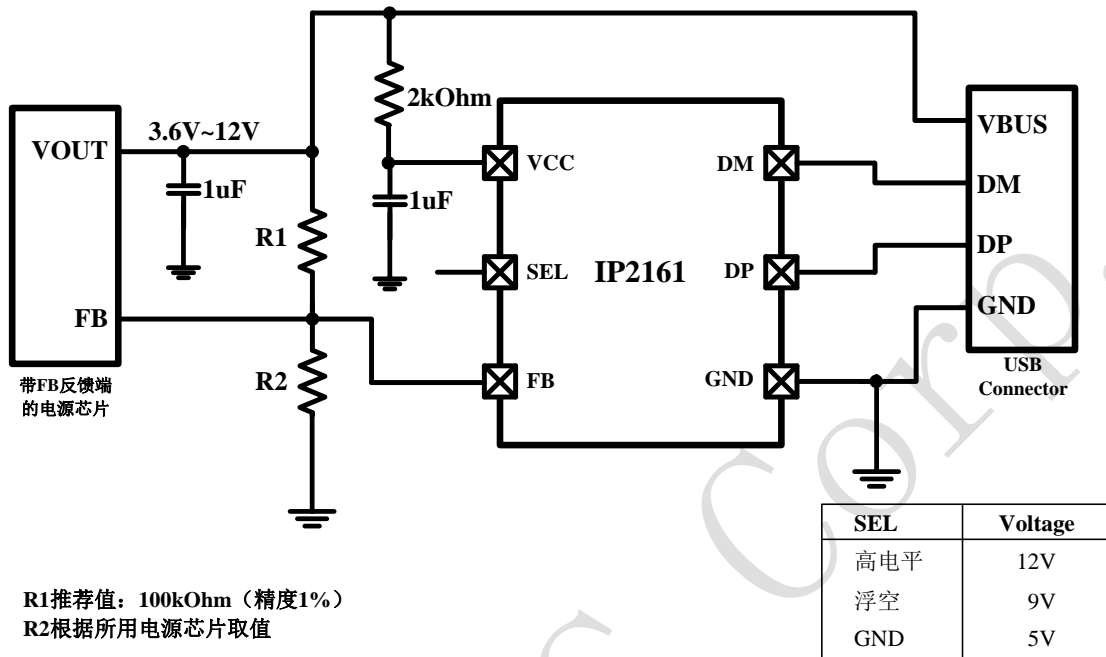 2kOhm
3.6V~12V
VOUT
1uF
R1
FB
R2
带FB反馈端
的电源芯片
VCC
1uF
SEL
FB
IP2161
DM
DP
GND
VBUS
DM
DP
GND
USB
Connector
Corp.
SEL Voltage
高电平 12V
浮空 9V
GND 5V
R1推荐值：100kOhm（精度1%）
R2根据所用电源芯片取值